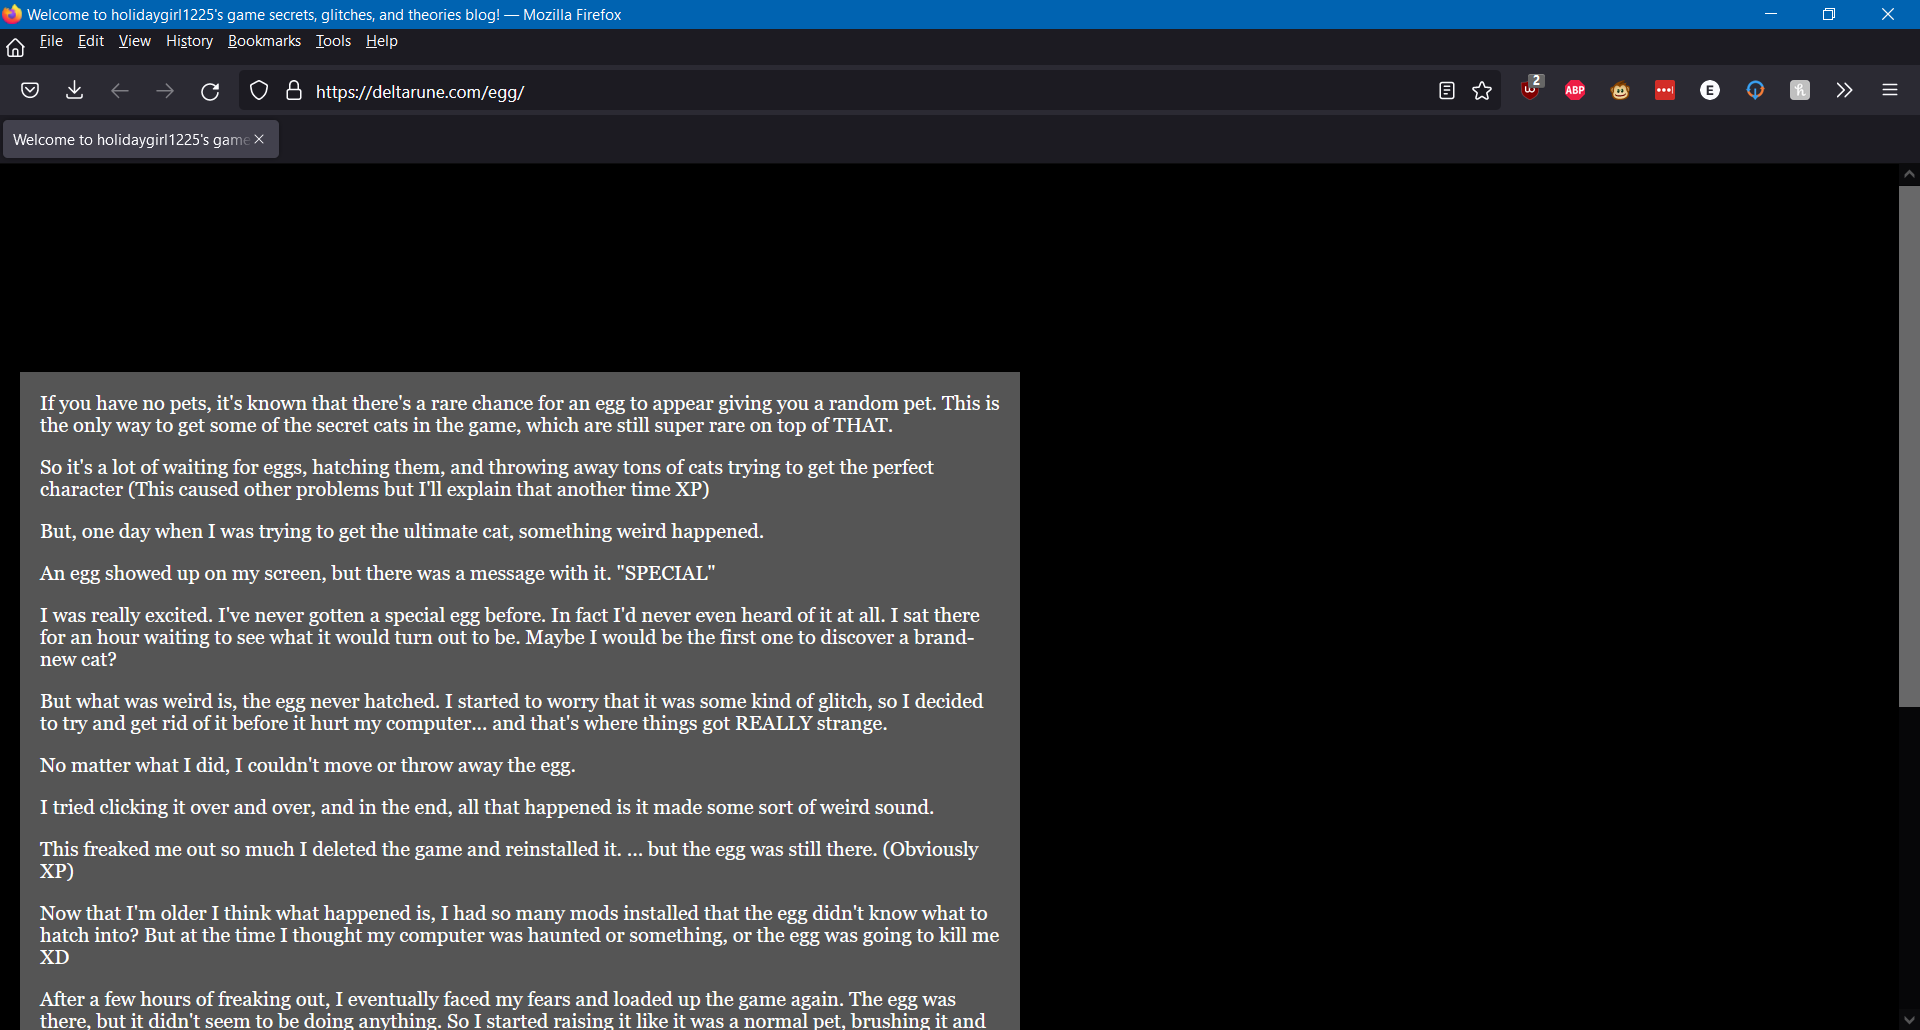 Welcome to holidaygirl1225's game secrets, glitches, and theories blog! — Mozilla Firefox
File Edit View History Bookmarks Tools Help
https://deltarune.com/egg/
2
ABP
E
Welcome to holidaygirl1225's game
If you have no pets, it's known that there's a rare chance for an egg to appear giving you a random pet. This is
the only way to get some of the secret cats in the game, which are still super rare on top of THAT.
So it's a lot of waiting for eggs, hatching them, and throwing away tons of cats trying to get the perfect
character (This caused other problems but I'll explain that another time XP)
But, one day when I was trying to get the ultimate cat, something weird happened.
An egg showed up on my screen, but there was a message with it. "SPECIAL"
I was really excited. I've never gotten a special egg before. In fact I'd never even heard of it at all. I sat there
for an hour waiting to see what it would turn out to be. Maybe I would be the first one to discover a brand-
new cat?
But what was weird is, the egg never hatched. I started to worry that it was some kind of glitch, so I decided
to try and get rid of it before it hurt my computer... and that's where things got REALLY strange.
No matter what I did, I couldn't move or throw away the egg.
I tried clicking it over and over, and in the end, all that happened is it made some sort of weird sound.
This freaked me out so much I deleted the game and reinstalled it. ... but the egg was still there. (Obviously
XP)
Now that I'm older I think what happened is, I had so many mods installed that the egg didn't know what to
hatch into? But at the time I thought my computer was haunted or something, or the egg was going to kill me
XD
After a few hours of freaking out, I eventually faced my fears and loaded up the game again. The egg was
there, but it didn't seem to be doing anything. So I started raising it like it was a normal pet, brushing it and